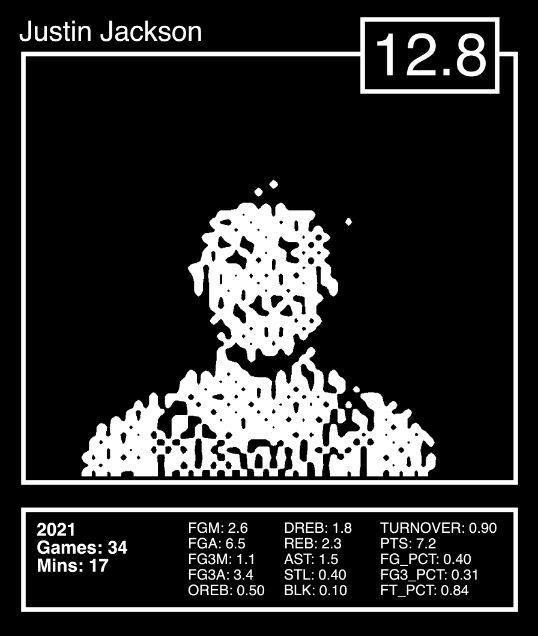 Justin Jackson
12.8
2021
Games: 34
Mins: 17
FGM: 2.6
FGA: 6.5
FG3M: 1.1
FG3A: 3.4
OREB: 0.50
DREB: 1.8
REB: 2.3
AST: 1.5
STL: 0.40
BLK: 0.10
TURNOVER: 0.90
PTS: 7.2
FG_PCT: 0.40
FG3_PCT: 0.31
FT_PCT: 0.84